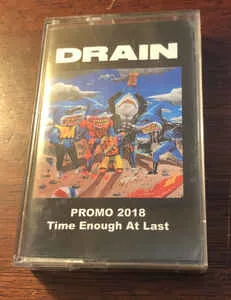 DRAIN
PROMO 2018
Time Enough At Last